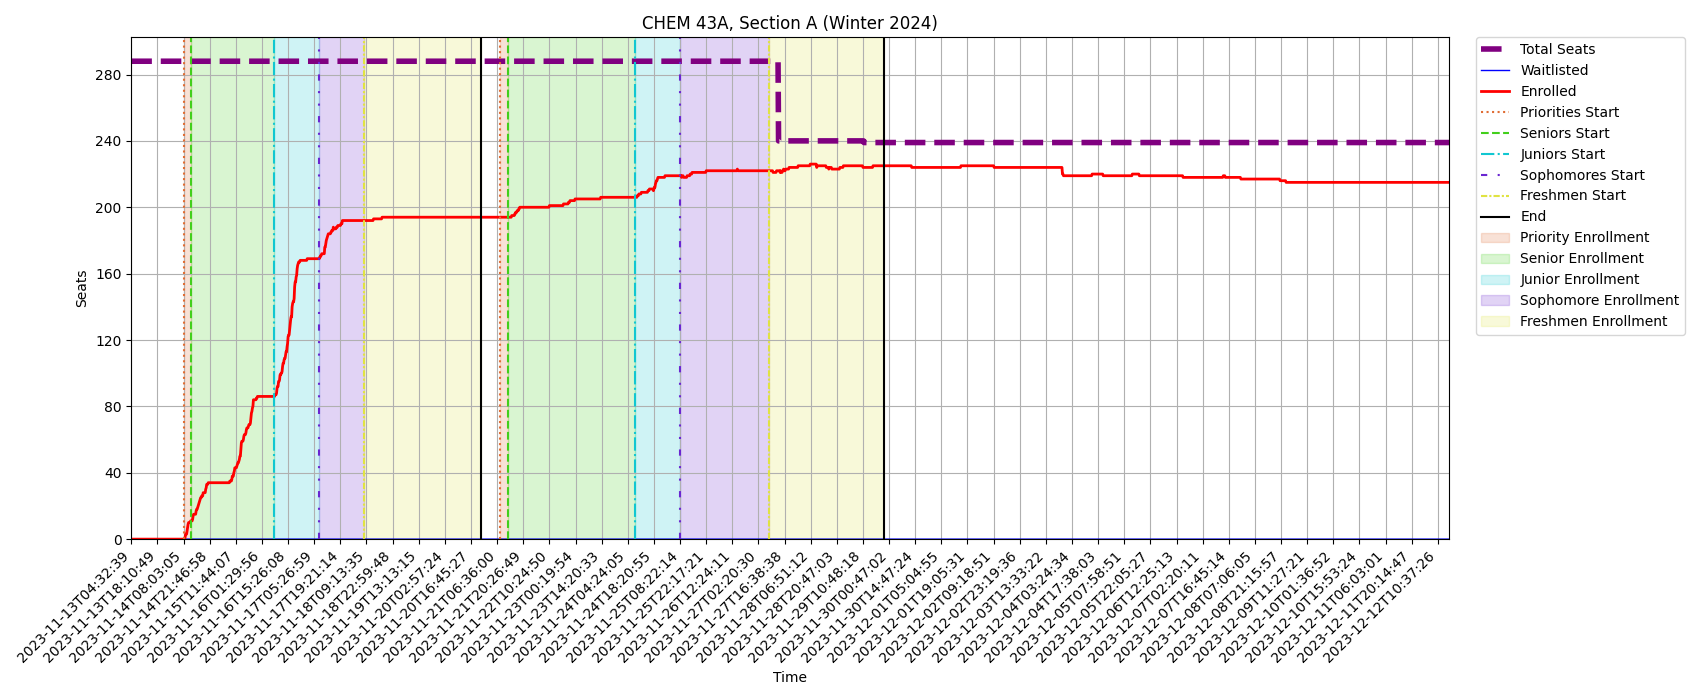 CHEM 43A, Section A (Winter 2024)
Total Seats
Waitlisted
Enrolled
Priorities Start
Seniors Start
Juniors Start
Sophomores Start
Freshmen Start
End
Priority Enrollment
Senior Enrollment
Junior Enrollment
Sophomore Enrollment
Freshmen Enrollment
Seats
280
240
200
160
120
80
40
0
2023-11-13T04:32:39
2023-11-13T18:10:49
2023-11-14T08:03:05
2023-11-14T21:46:58
2023-11-15T11:44:07
2023-11-16T01:29:56
2023-11-16T15:26:08
2023-11-17T05:26:59
2023-11-17T19:21:14
2023-11-18T09:13:35
2023-11-18T22:59:48
2023-11-19T13:13:15
2023-11-20T02:57:24
2023-11-20T16:45:27
2023-11-21T06:36:00
2023-11-21T20:26:49
2023-11-22T10:24:50
2023-11-23T00:19:54
2023-11-23T14:20:33
2023-11-24T04:24:05
2023-11-24T18:20:55
2023-11-25T08:22:14
2023-11-25T22:17:21
2023-11-26T12:24:11
2023-11-27T02:20:30
2023-11-27T16:38:38
2023-11-28T06:51:12
2023-11-28T20:47:03
2023-11-29T10:48:18
2023-11-30T00:47:02
2023-11-30T14:47:24
2023-12-01T05:04:55
2023-12-01T19:05:31
2023-12-02T09:18:51
2023-12-02T23:19:36
2023-12-03T13:33:22
2023-12-04T03:24:34
2023-12-04T17:38:03
2023-12-05T07:58:51
2023-12-05T22:05:27
2023-12-06T12:25:13
2023-12-07T02:20:11
2023-12-07T16:45:14
2023-12-08T07:06:05
2023-12-08T21:15:57
2023-12-09T11:27:21
2023-12-10T01:36:52
2023-12-10T15:53:24
2023-12-11T06:03:01
2023-12-11T20:14:47
2023-12-12T10:37:26
Time